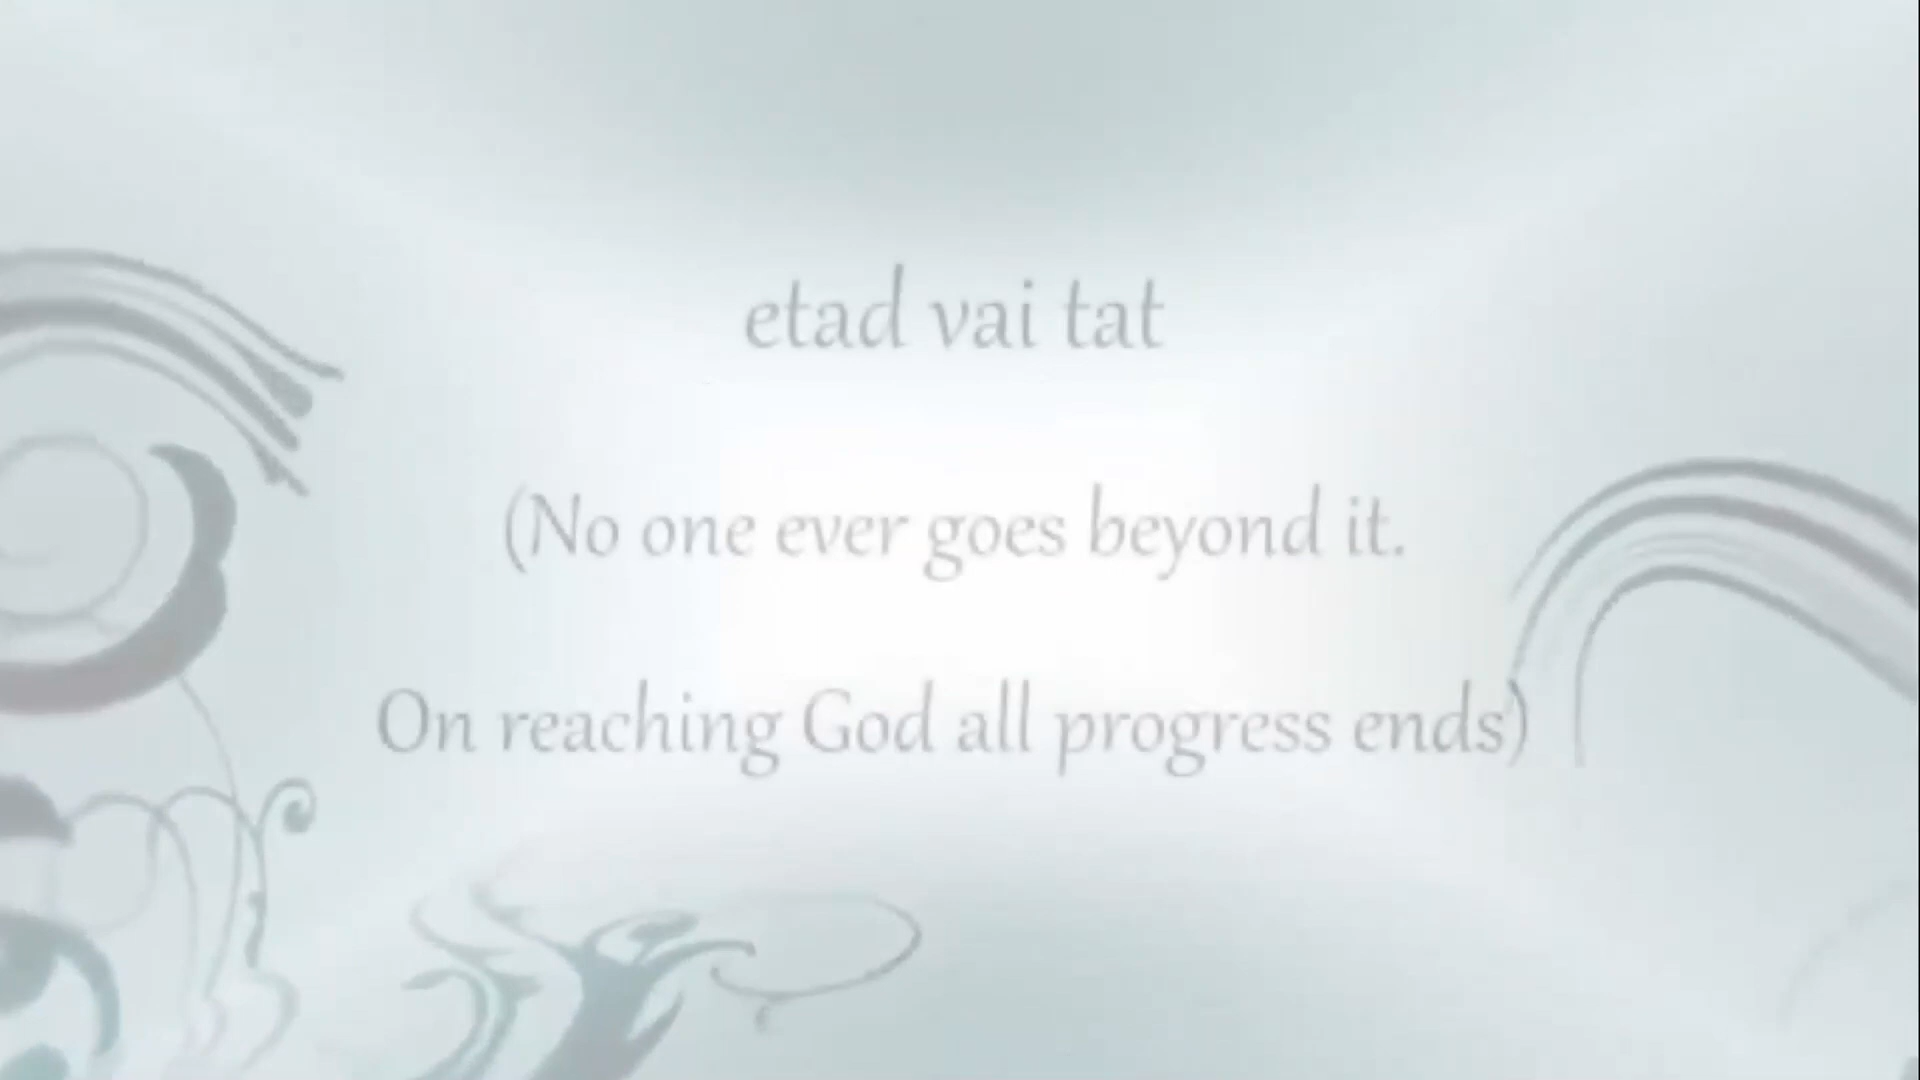 etad vai tat
(No one ever goes beyond it.
On reaching God all progress ends)